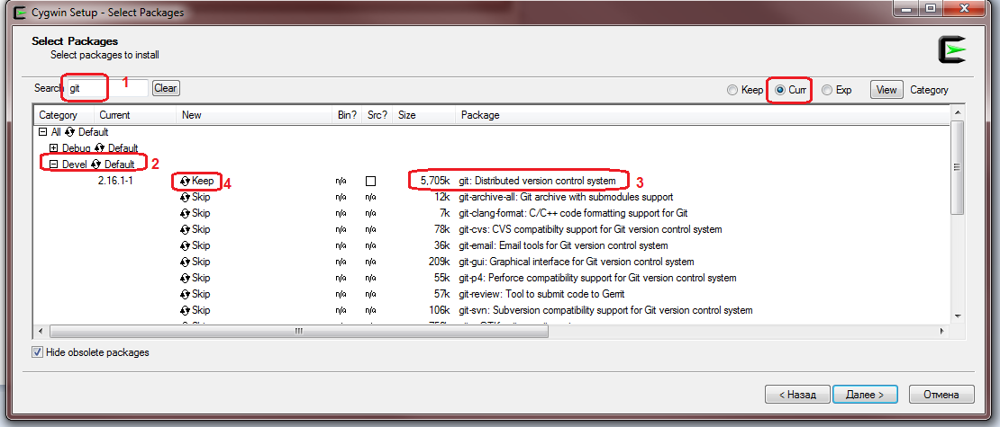 Cygwin Setup - Select Packages
Select Packages
Select packages to install
Search git 1 Clear Keep Curr Exp View Category
Category Current New Bin? Src? Size Package
All Default
Debug Default
Devel Default 2
2.16.1-1 Keep 4 n/a 5,705k git: Distributed version control system 3
Skip n/a n/a 12k git-archive-all: Git archive with submodules support
Skip n/a n/a 7k git-clang-format: C/C++ code formatting support for Git
Skip n/a n/a 78k git-cvs: CVS compatibilty support for Git version control system
Skip n/a n/a 36k git-email: Email tools for Git version control system
Skip n/a n/a 209k git-gui: Graphical interface for Git version control system
Skip n/a n/a 55k git-p4: Perforce compatibility support for Git version control system
Skip n/a n/a 57k git-review: Tool to submit code to Gerrit
Skip n/a n/a 106k git-svn: Subversion compatibility support for Git version control system
Hide obsolete packages
< Назад Далее > Отмена